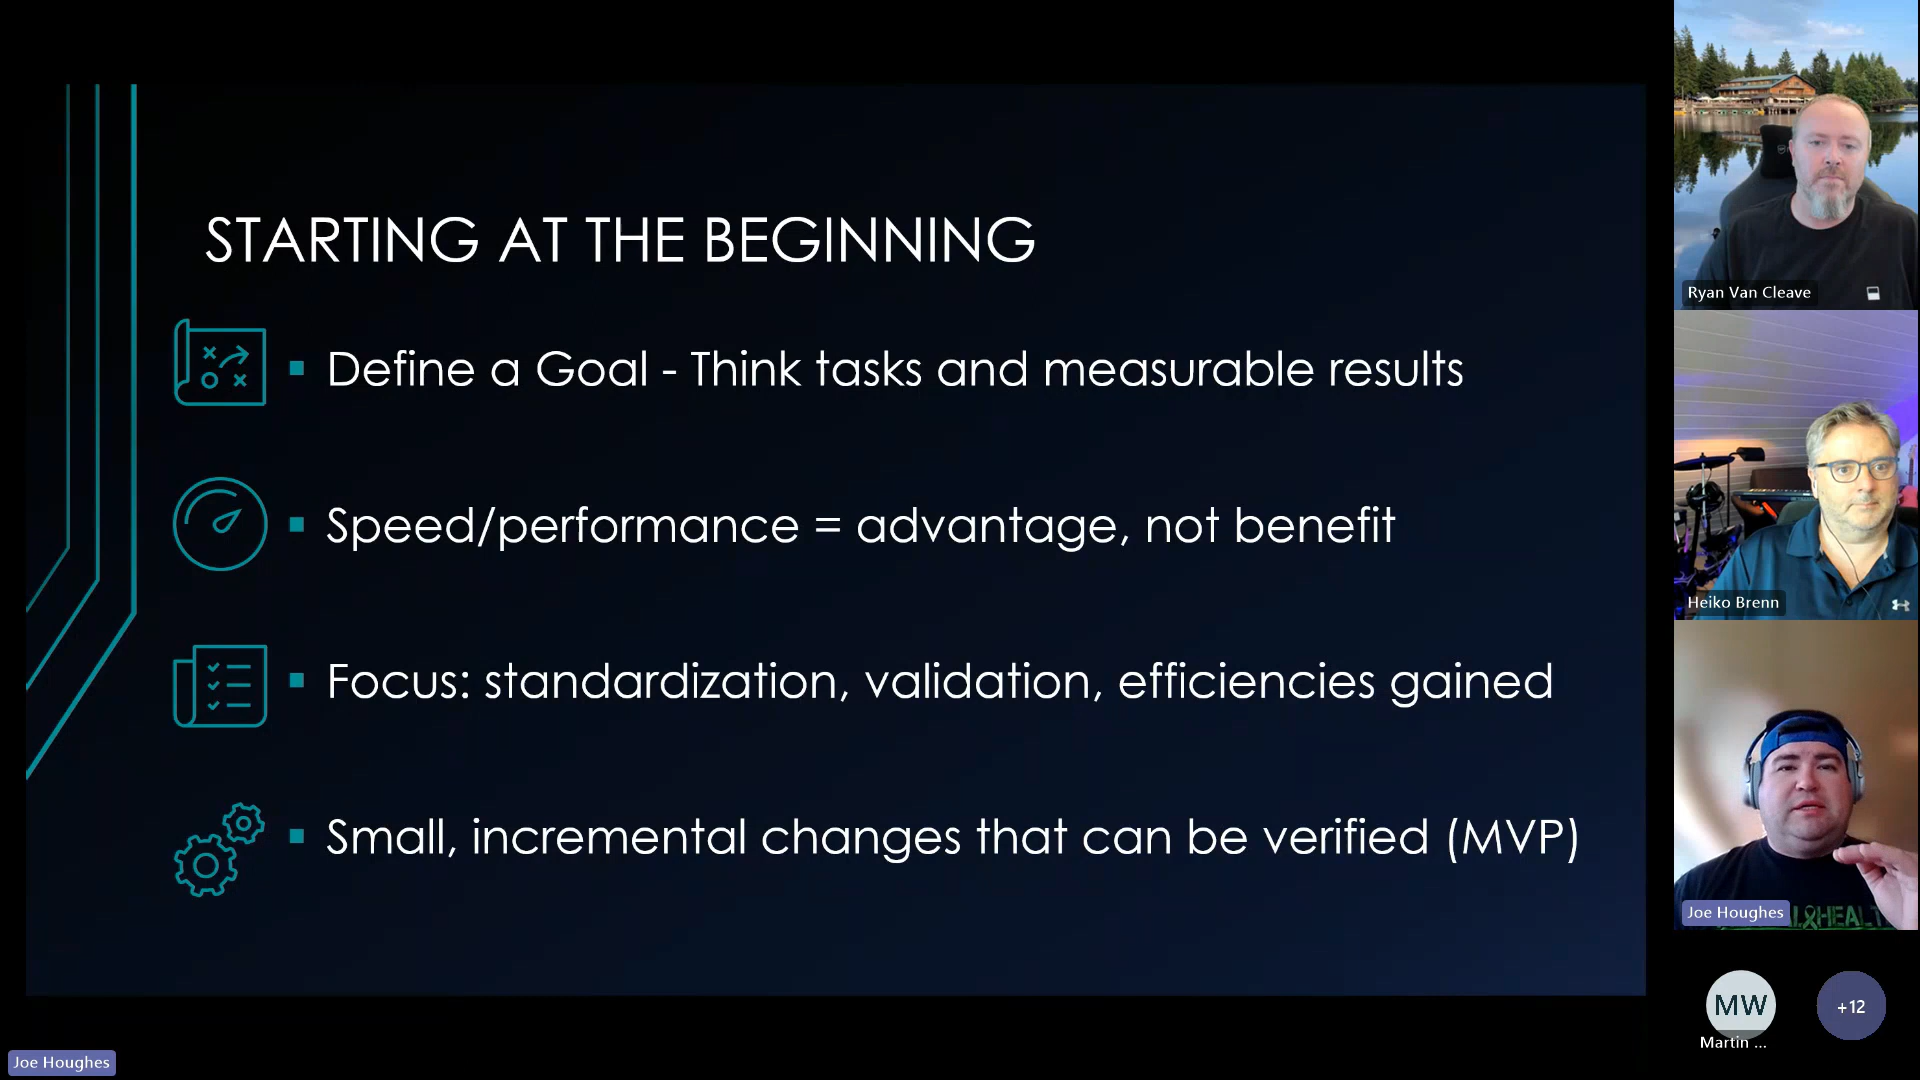 STARTING AT THE BEGINNING
Define a Goal - Think tasks and measurable results
Speed/performance = advantage, not benefit
Focus: standardization, validation, efficiencies gained
Small, incremental changes that can be verified (MVP)
Joe Houghes
Ryan Van Cleave
Heiko Brenn
Joe Houghes
MW
Martin ...
+12